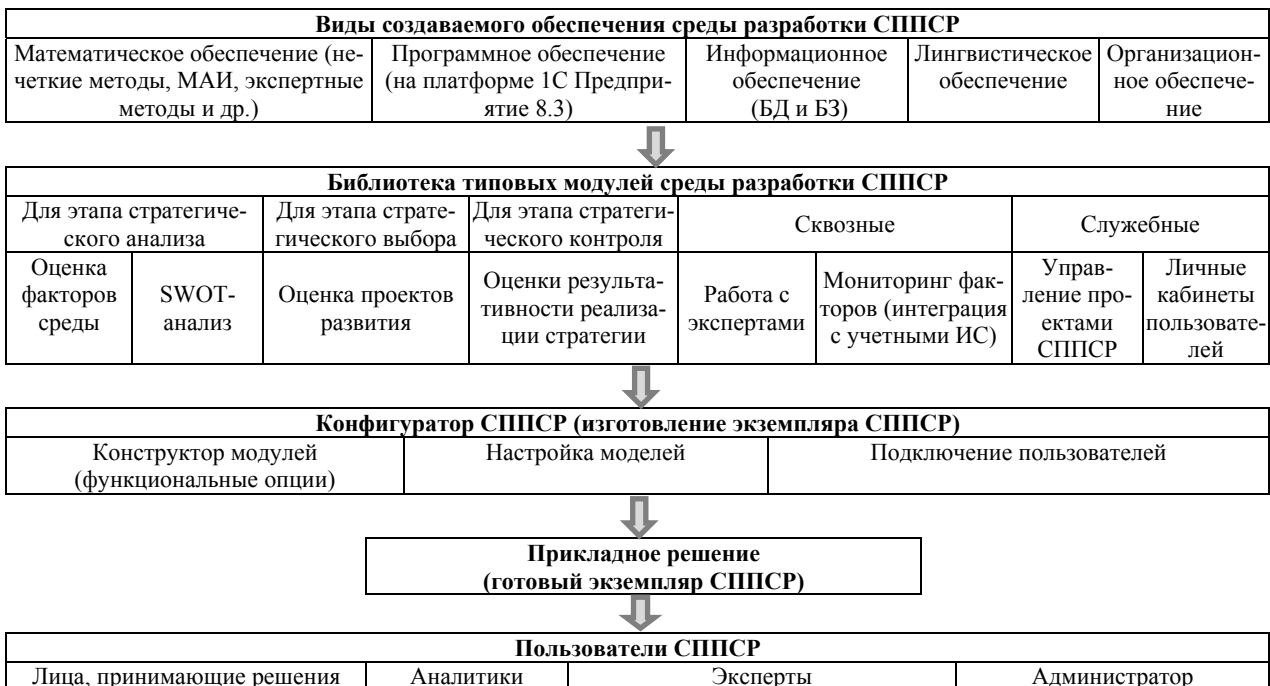 Виды создаваемого обеспечения среды разработки СППСР
Математическое обеспечение (не-
четкие методы, МАИ, экспертные
методы и др.)
Программное обеспечение
(на платформе 1С Предпри-
ятие 8.3)
Информационное
обеспечение
(БД и БЗ)
Лингвистическое
обеспечение
Организацион-
ное обеспече-
ние
Библиотека типовых модулей среды разработки СППСР
Для этапа стратегиче-
ского анализа
Для этапа страте-
гического выбора
Для этапа стратеги-
ческого контроля
Сквозные
Служебные
Оценка
факторов
среды
SWOT-
анализ
Оценка проектов
развития
Оценки результа-
тивности реализа-
ции стратегии
Работа с
экспертами
Мониторинг фак-
торов (интеграция
с учетными ИС)
Управ-
ление про-
ектами
СППСР
Личные
кабинеты
пользовате-
лей
Конфигуратор СППСР (изготовление экземпляра СППСР)
Конструктор модулей
(функциональные опции)
Настройка моделей
Подключение пользователей
Прикладное решение
(готовый экземпляр СППСР)
Пользователи СППСР
Лица, принимающие решения
Аналитики
Эксперты
Администратор